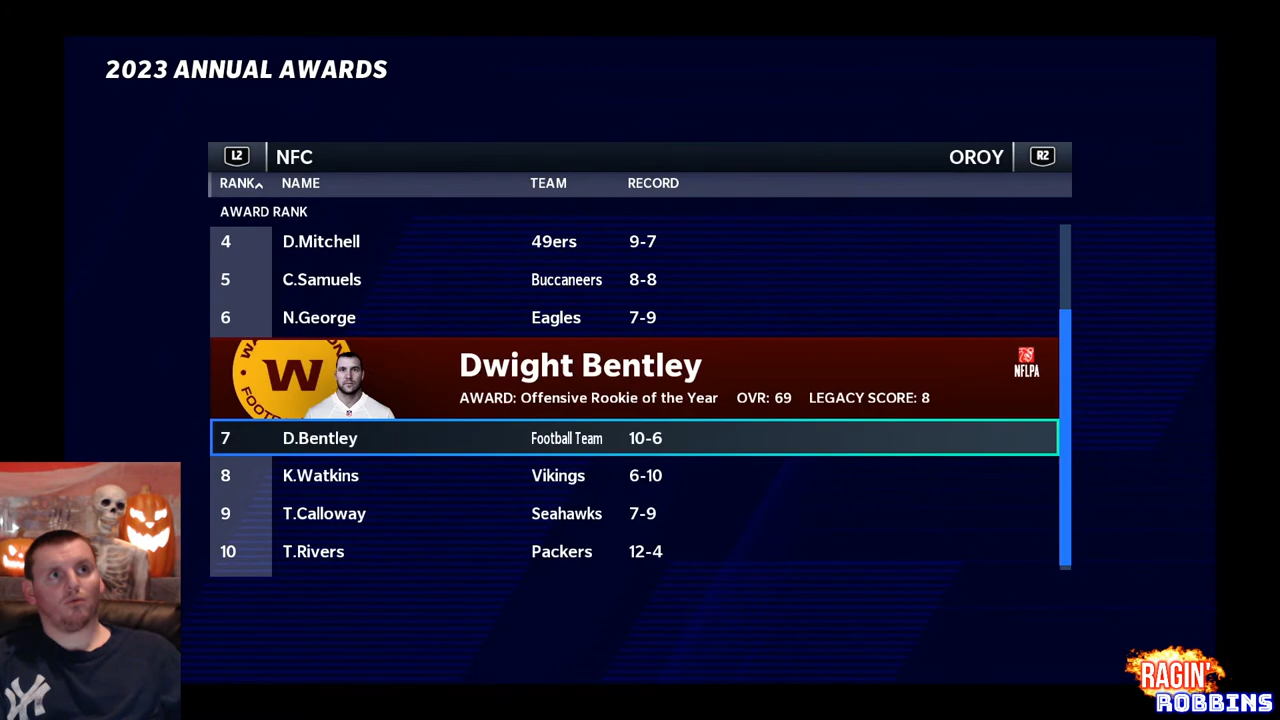 2023 ANNUAL AWARDS
L2 NFC OROY R2
RANK NAME TEAM RECORD
AWARD RANK
4 D.Mitchell 49ers 9-7
5 C.Samuels Buccaneers 8-8
6 N.George Eagles 7-9
W
FOOT
Dwight Bentley
NFLPA
AWARD: Offensive Rookie of the Year OVR: 69 LEGACY SCORE: 8
7 D.Bentley Football Team 10-6
8 K.Watkins Vikings 6-10
9 T.Calloway Seahawks 7-9
10 T.Rivers Packers 12-4
RAGIN'
ROBBINS